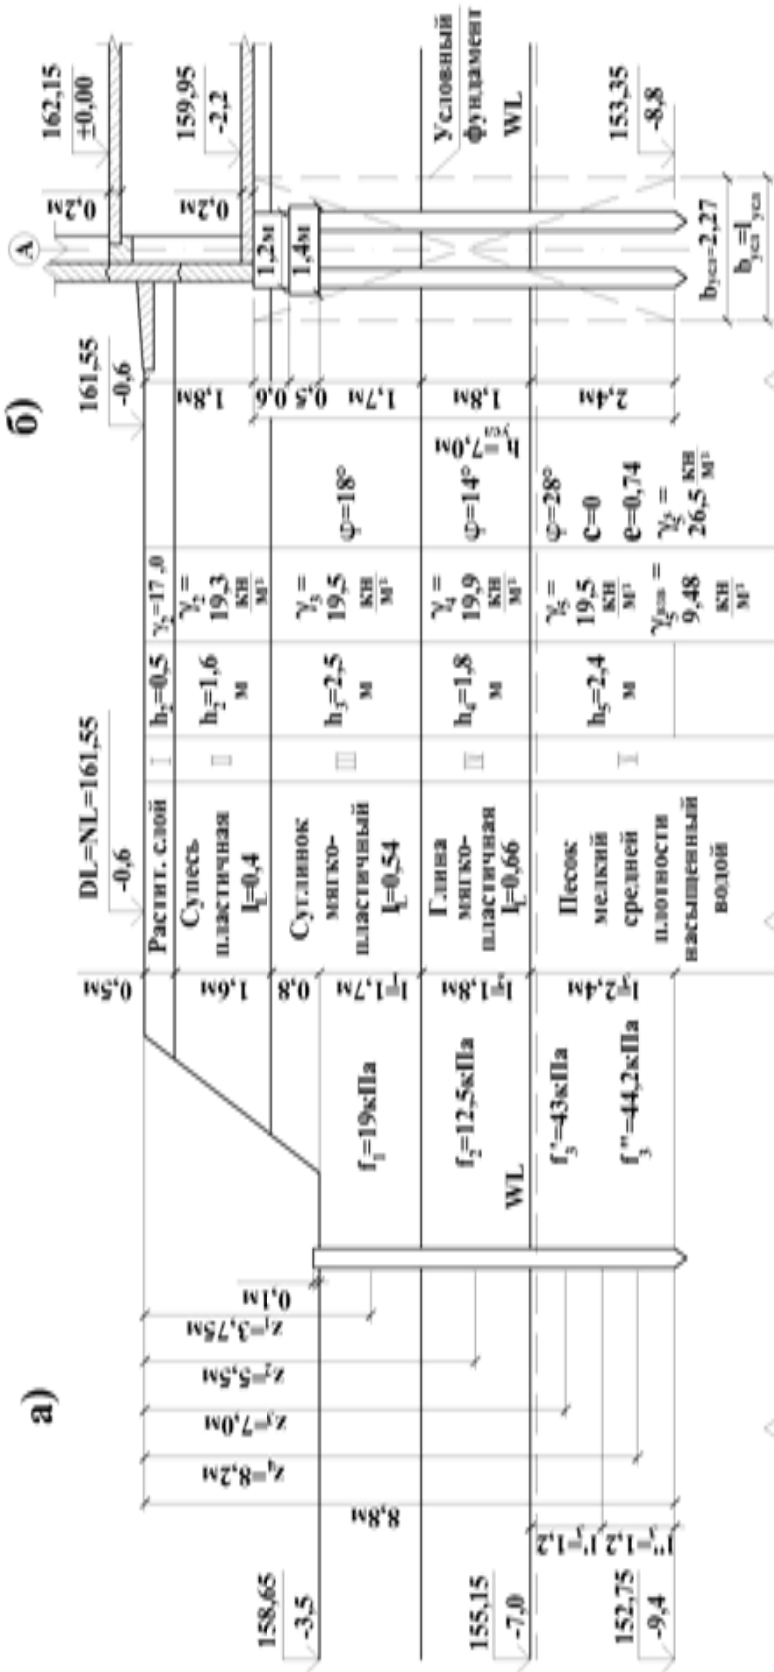 а)
б)
DL=NL=161,55
-0,6
161,55
-0,6
162,15
±0,00
159,95
-2,2
153,35
-8,8
А
0,2м
0,2м
1,2м
1,4м
Условный
фундамент
WL
bусл=2,27
bусл=lусл
1,8м
0,6
0,5
1,7м
1,8м
2,4м
hусл=7,0м
Растит. слой
I
h₂=0,5
γ₂=17,0
Супесь
пластичная
IL=0,4
II
h₂=1,6
м
γ₂ =
19,3
кн
м³
Суглинок
мягко-
пластичный
IL=0,54
III
h₃=2,5
м
γ₃ =
19,5
кн
м³
φ=18°
Глина
мягко-
пластичная
IL=0,66
h₄=1,8
м
γ₄ =
19,9
кн
м³
φ=14°
Песок
мелкий
средней
плотности
насыщенный
водой
h₅=2,4
м
γ₅=
19,5
кн
м³
γ₅взв =
9,48
кн
м³
φ=28°
c=0
e=0,74
γ₅ˢ =
26,5 кн
м³
0,5м
1,6м
0,8
l₁=1,7м
l₂=1,8м
l₃=2,4м
f₁=19кПа
f₂=12,5кПа
f₃'=43кПа
f₃''=44,2кПа
WL
0,1м
z₁=3,75м
z₂=5,5м
z₃=7,0м
z₄=8,2м
8,8м
l'₃=1,2
l''₃=1,2
158,65
-3,5
155,15
-7,0
152,75
-9,4